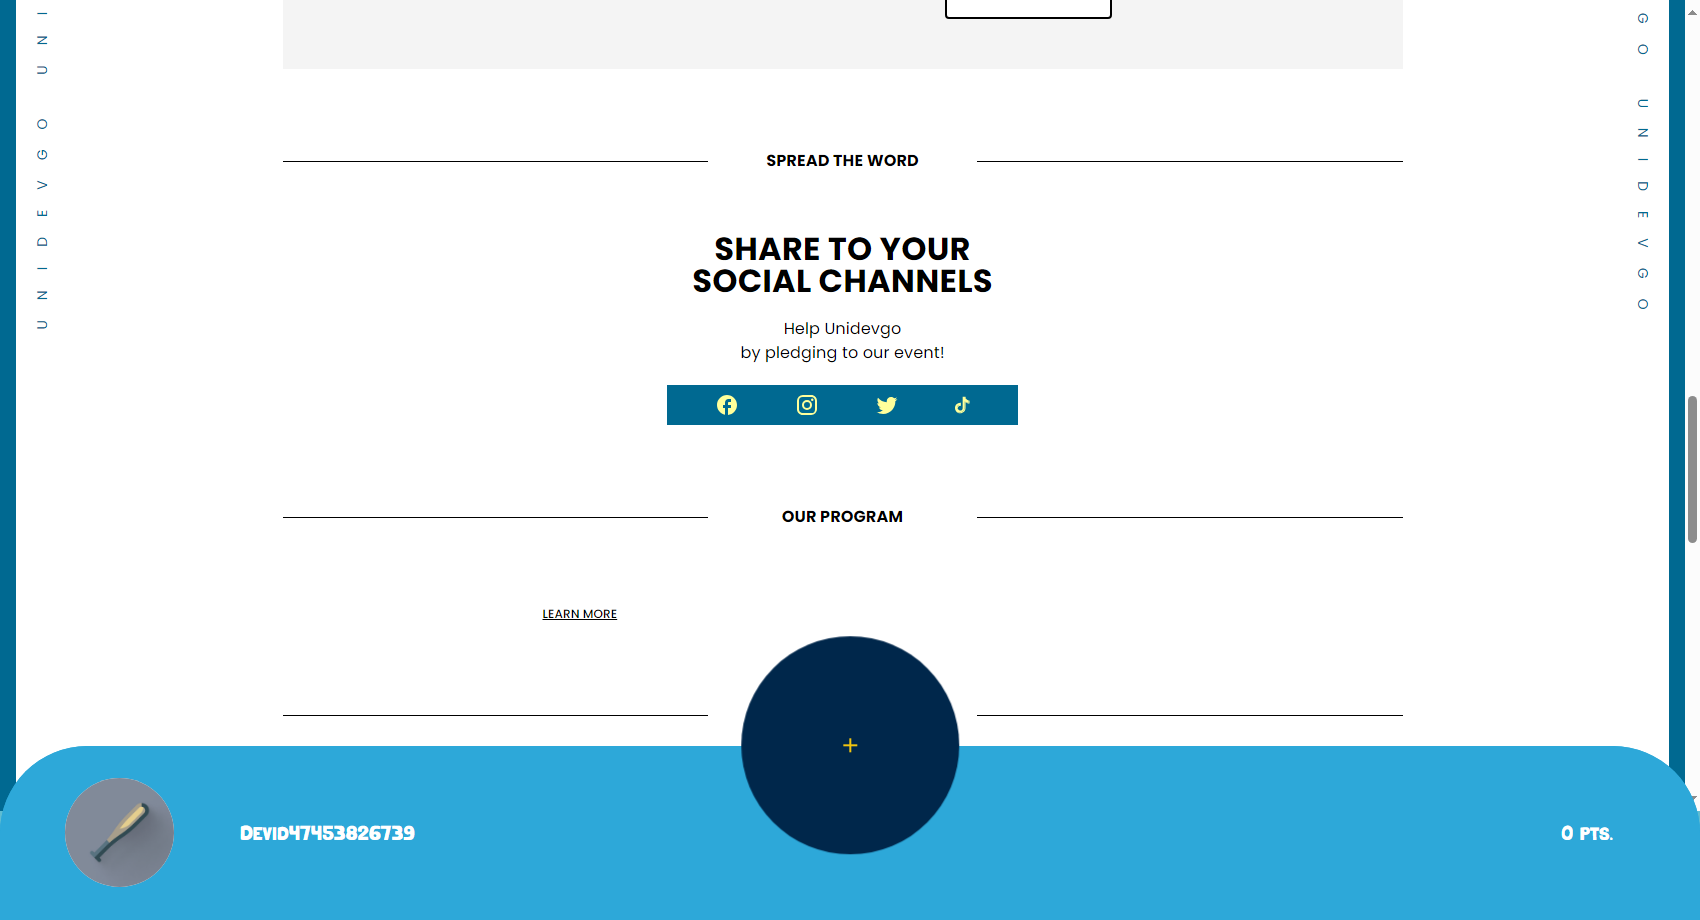 UNIDEVGO UNI
GO UNIDEVGO
SPREAD THE WORD
SHARE TO YOUR
SOCIAL CHANNELS
Help Unidevgo
by pledging to our event!
OUR PROGRAM
LEARN MORE
+
Devid47453826739
0 pts.